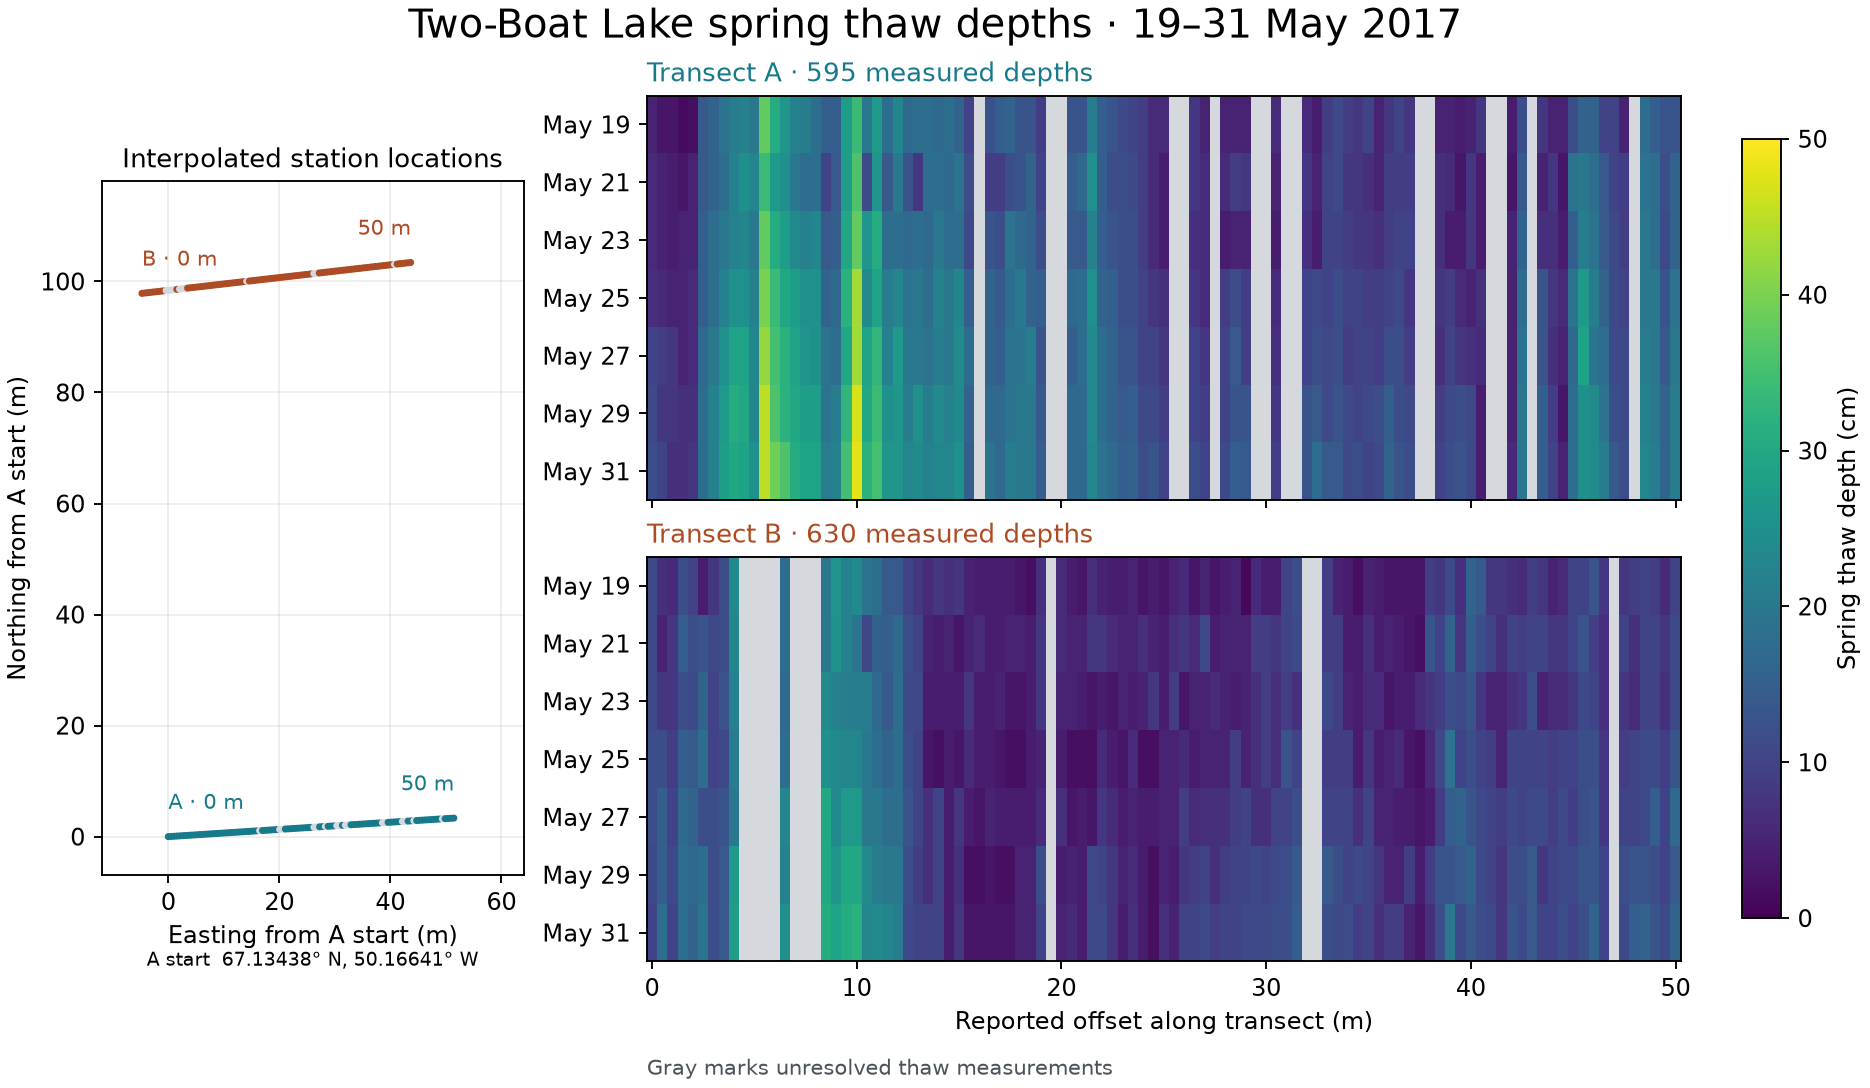 Two-Boat Lake spring thaw depths · 19–31 May 2017
Interpolated station locations
B · 0 m
50 m
A · 0 m
50 m
100
80
60
40
20
0
0 20 40 60
Northing from A start (m)
Easting from A start (m)
A start  67.13438° N, 50.16641° W
Transect A · 595 measured depths
May 19
May 21
May 23
May 25
May 27
May 29
May 31
Transect B · 630 measured depths
May 19
May 21
May 23
May 25
May 27
May 29
May 31
0 10 20 30 40 50
Reported offset along transect (m)
Gray marks unresolved thaw measurements
50
40
30
20
10
0
Spring thaw depth (cm)